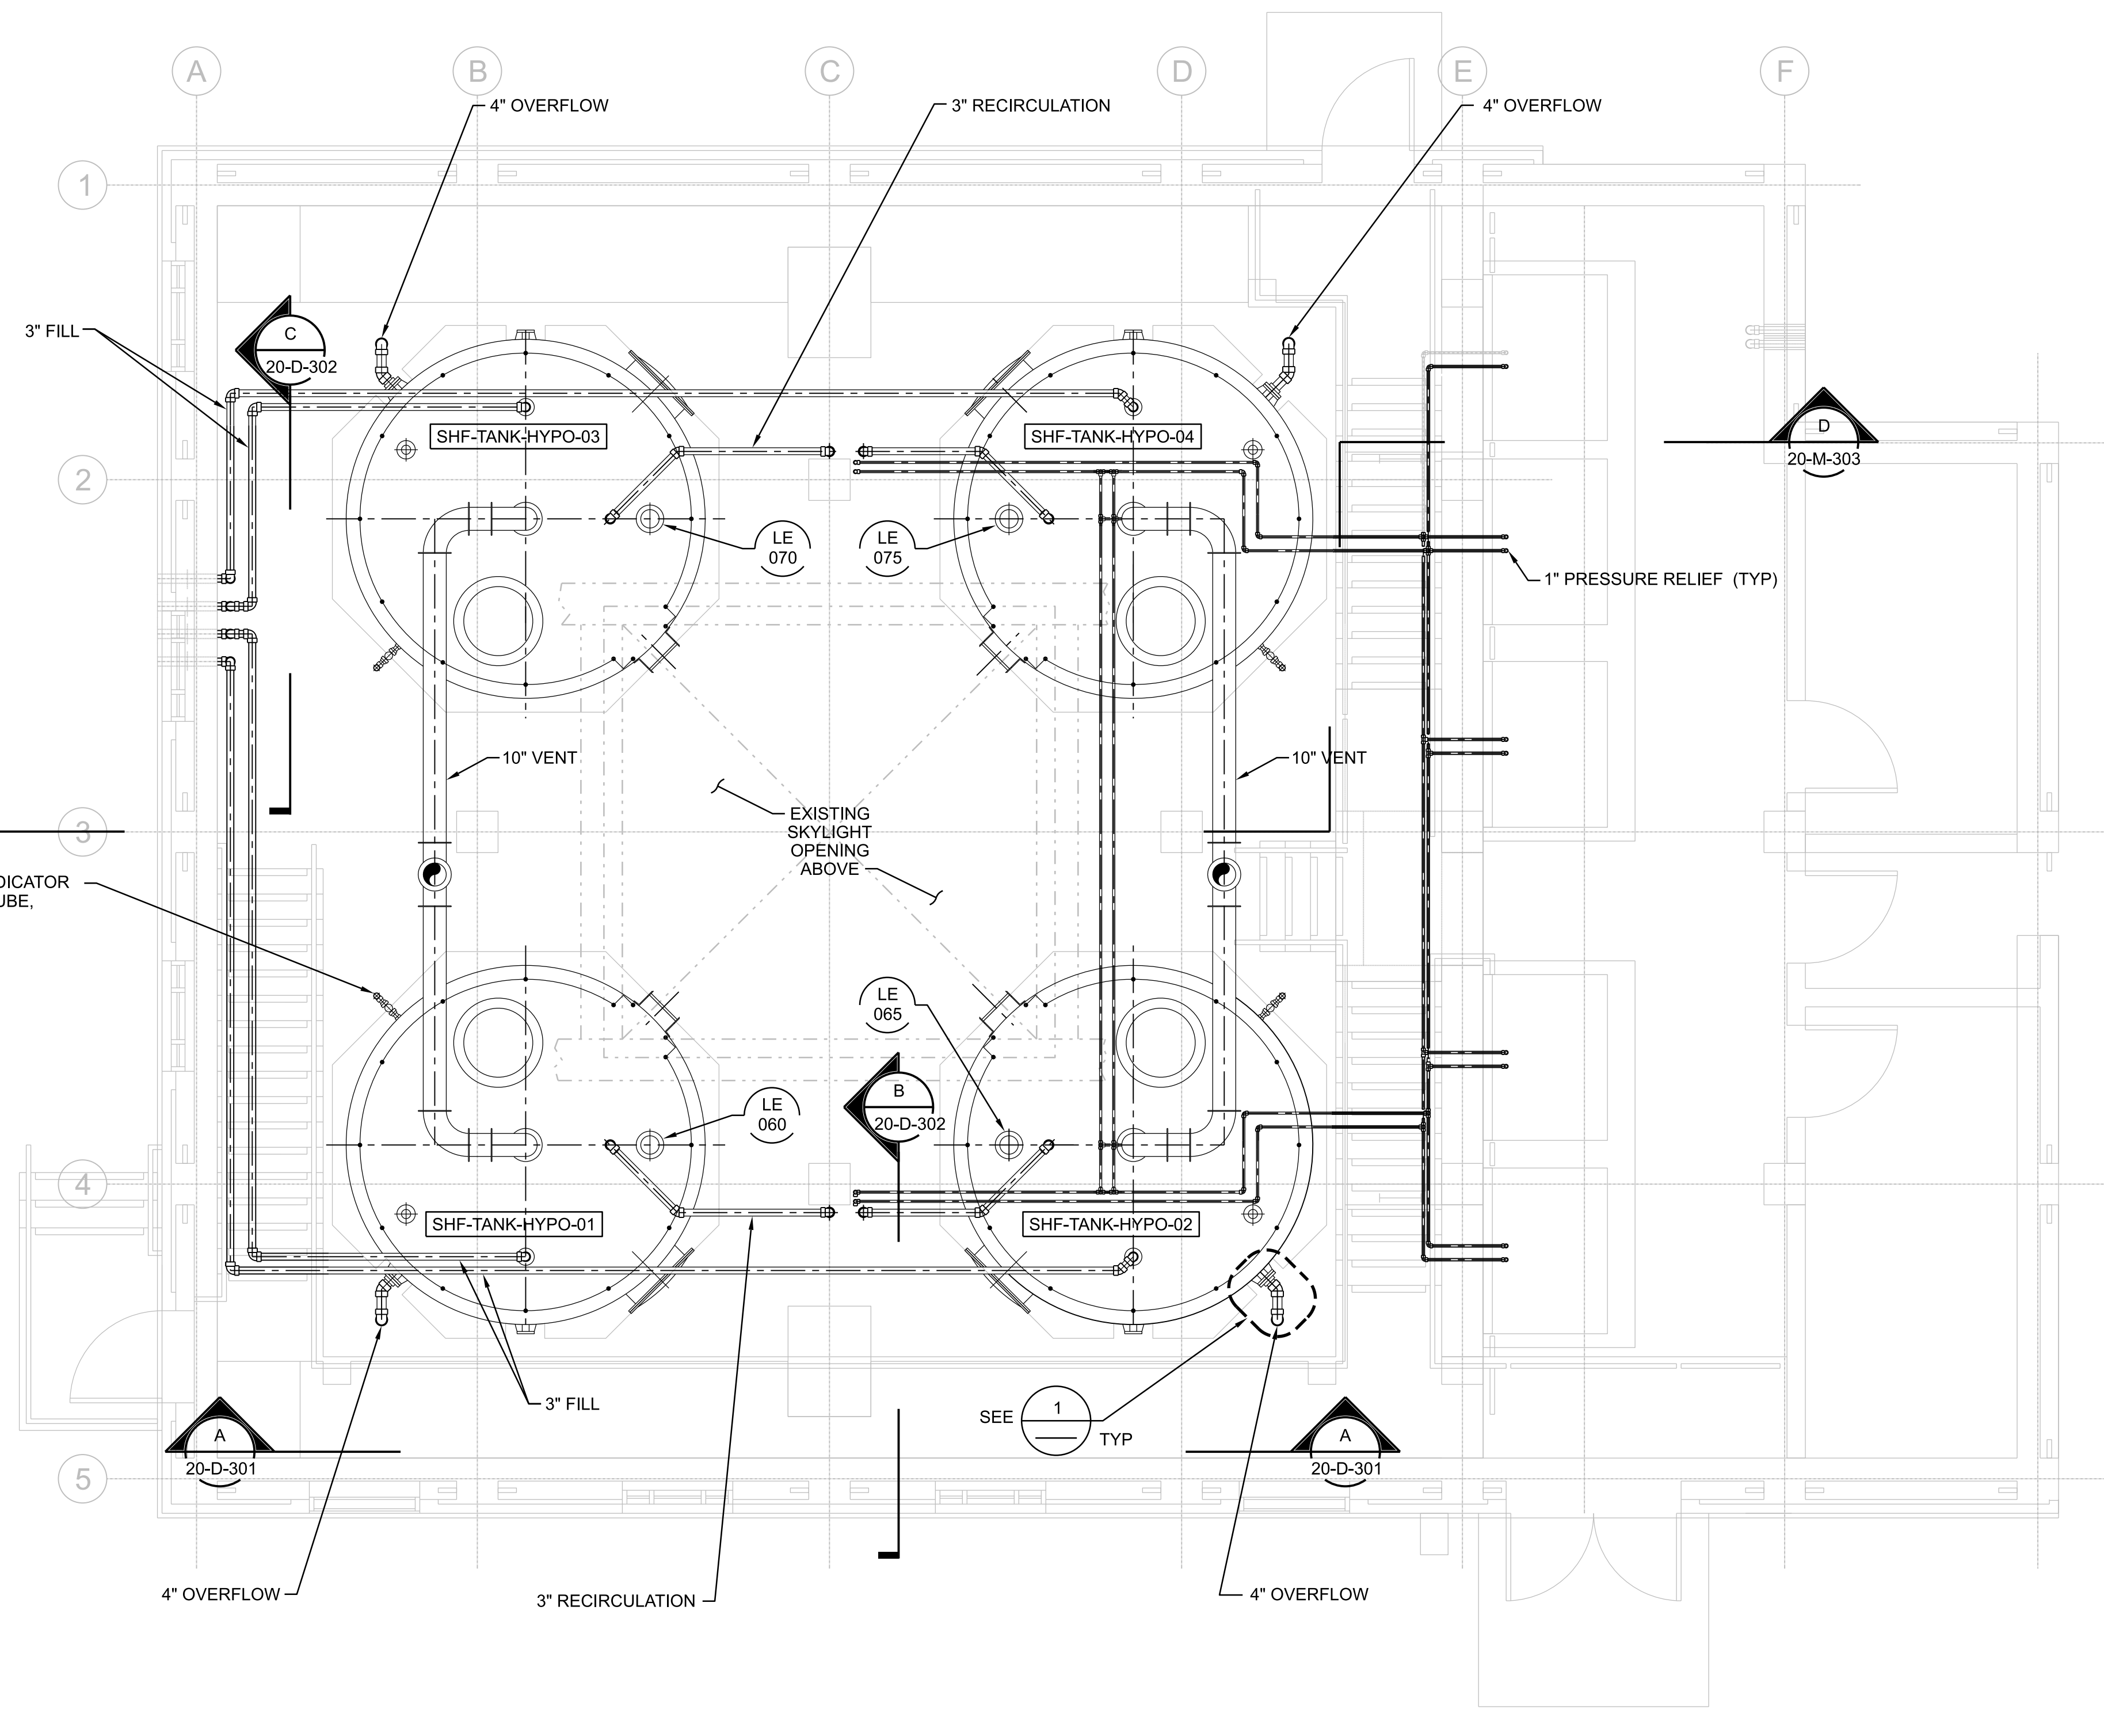 A
B
C
D
E
F
4" OVERFLOW
3" RECIRCULATION
4" OVERFLOW
1
3" FILL
C
20-D-302
D
20-M-303
SHF-TANK-HYPO-03
SHF-TANK-HYPO-04
2
LE
070
LE
075
1" PRESSURE RELIEF (TYP)
10" VENT
10" VENT
EXISTING
SKYLIGHT
OPENING
ABOVE
3
DICATOR
UBE,
LE
065
LE
060
B
20-D-302
4
SHF-TANK-HYPO-01
SHF-TANK-HYPO-02
3" FILL
SEE
1
TYP
A
20-D-301
A
20-D-301
5
4" OVERFLOW
3" RECIRCULATION
4" OVERFLOW